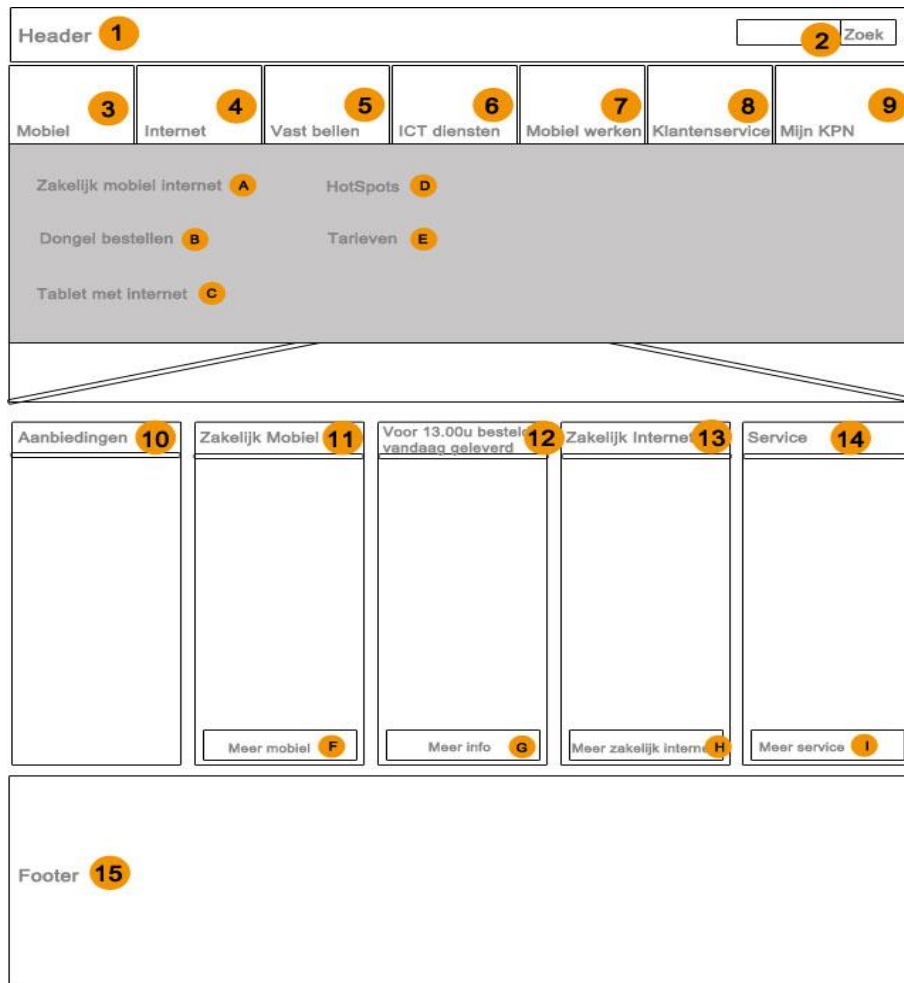 Header 1
2 Zoek
3 4 5 6 7 8 9
Mobiel Internet Vast bellen ICT diensten Mobiel werken Klantenservice Mijn KPN
Zakelijk mobiel internet A HotSpots D
Dongel bestellen B Tarieven E
Tablet met internet C
Aanbiedingen 10
Zakelijk Mobiel 11
Voor 13.00u besteld 12
vandaag geleverd
Zakelijk Internet 13
Service 14
Meer mobiel F
Meer info G
Meer zakelijk internet H
Meer service I
Footer 15